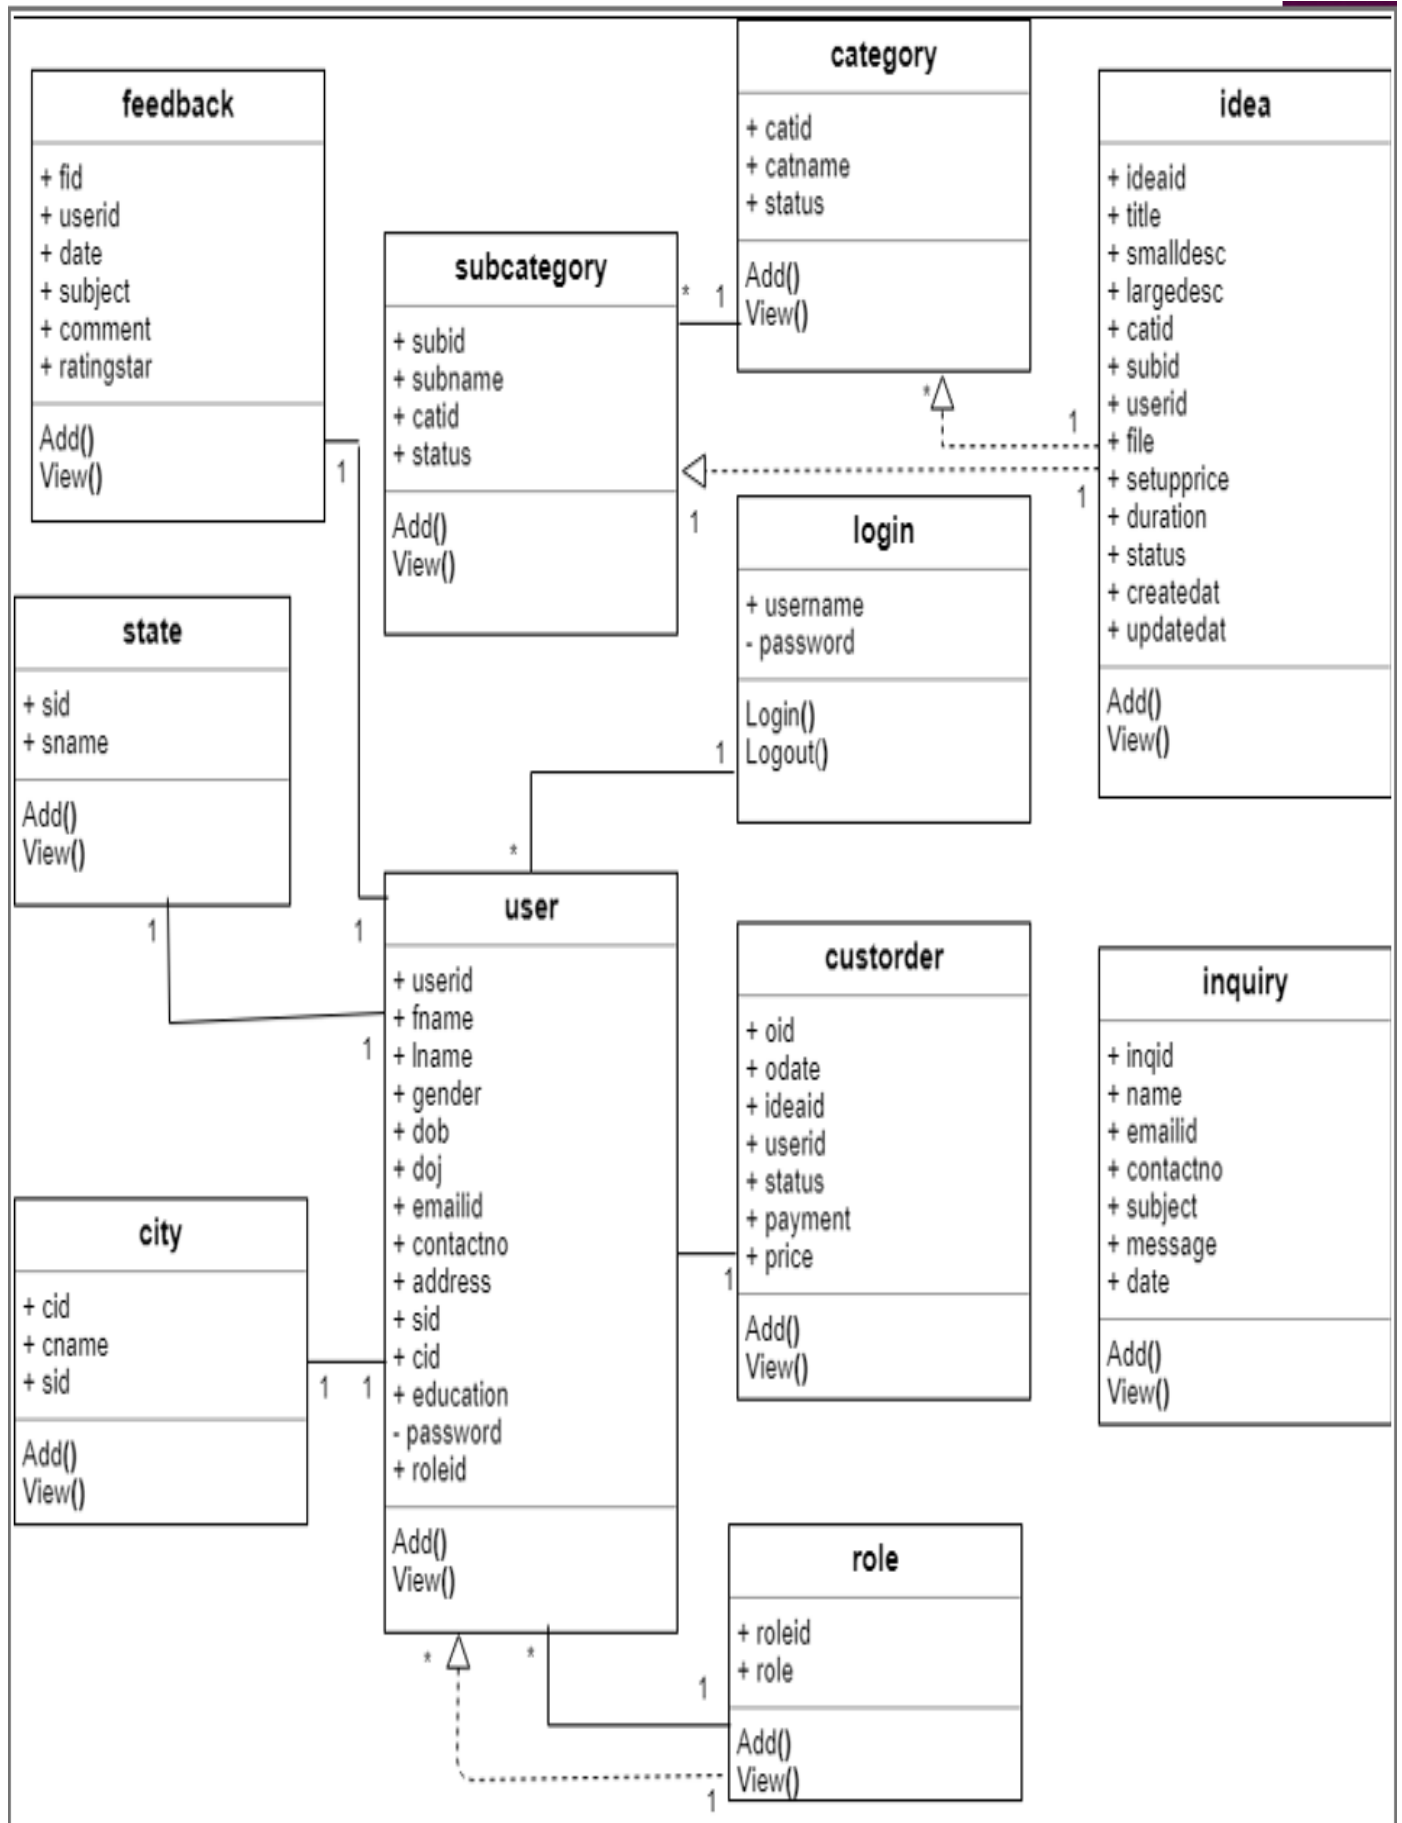 feedback
+ fid
+ userid
+ date
+ subject
+ comment
+ ratingstar
Add()
View()
1
category
+ catid
+ catname
+ status
Add()
View()
*
idea
+ ideaid
+ title
+ smalldesc
+ largedesc
+ catid
+ subid
+ userid
+ file
+ setupprice
+ duration
+ status
+ createdat
+ updatedat
Add()
View()
1
1
subcategory
+ subid
+ subname
+ catid
+ status
Add()
View()
* 1
1
login
+ username
- password
Login()
Logout()
1
*
state
+ sid
+ sname
Add()
View()
1
1
user
+ userid
+ fname
+ lname
+ gender
+ dob
+ doj
+ emailid
+ contactno
+ address
+ sid
+ cid
+ education
- password
+ roleid
Add()
View()
1
* *
custorder
+ oid
+ odate
+ ideaid
+ userid
+ status
+ payment
+ price
Add()
View()
1
inquiry
+ inqid
+ name
+ emailid
+ contactno
+ subject
+ message
+ date
Add()
View()
city
+ cid
+ cname
+ sid
Add()
View()
1 1
role
+ roleid
+ role
Add()
View()
1
1